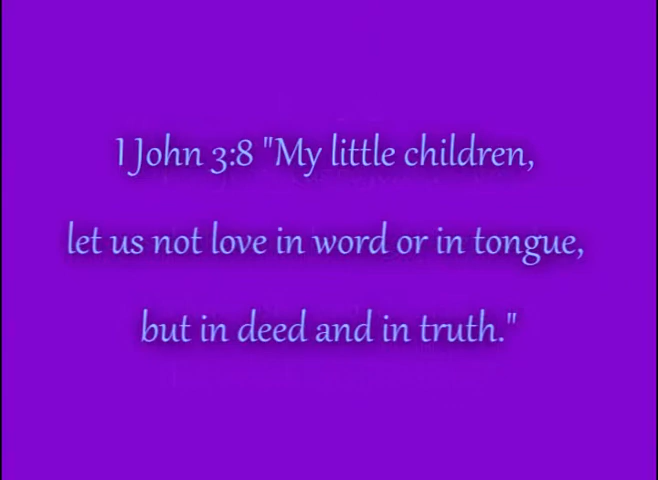 I John 3:8 "My little children,
let us not love in word or in tongue,
but in deed and in truth."